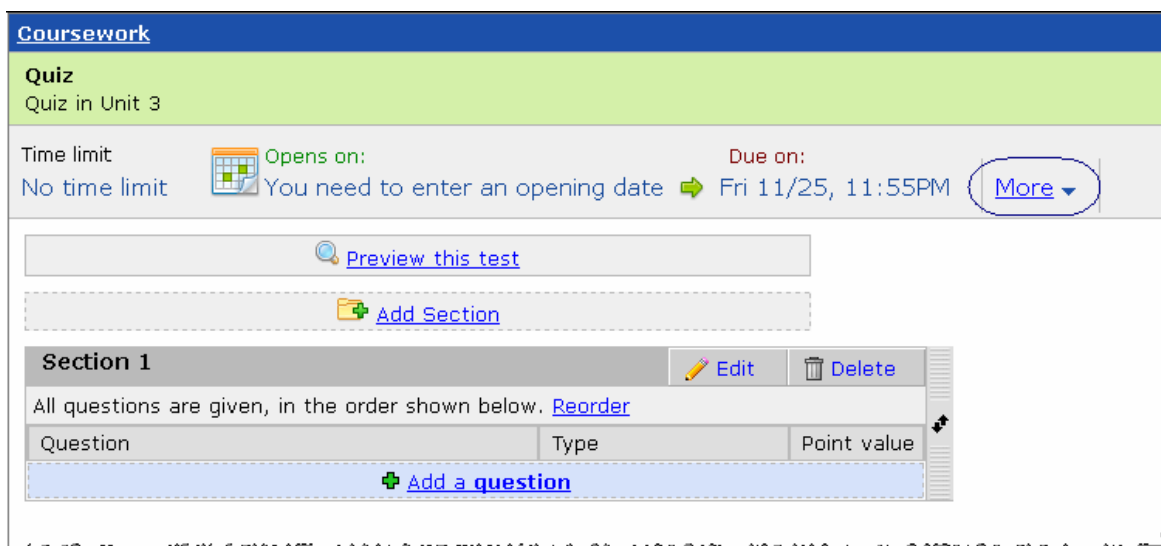 Coursework
Quiz
Quiz in Unit 3
Time limit
No time limit
Opens on:
You need to enter an opening date
Due on:
Fri 11/25, 11:55PM
More
Preview this test
Add Section
Section 1
Edit
Delete
All questions are given, in the order shown below. Reorder
Question
Type
Point value
Add a question